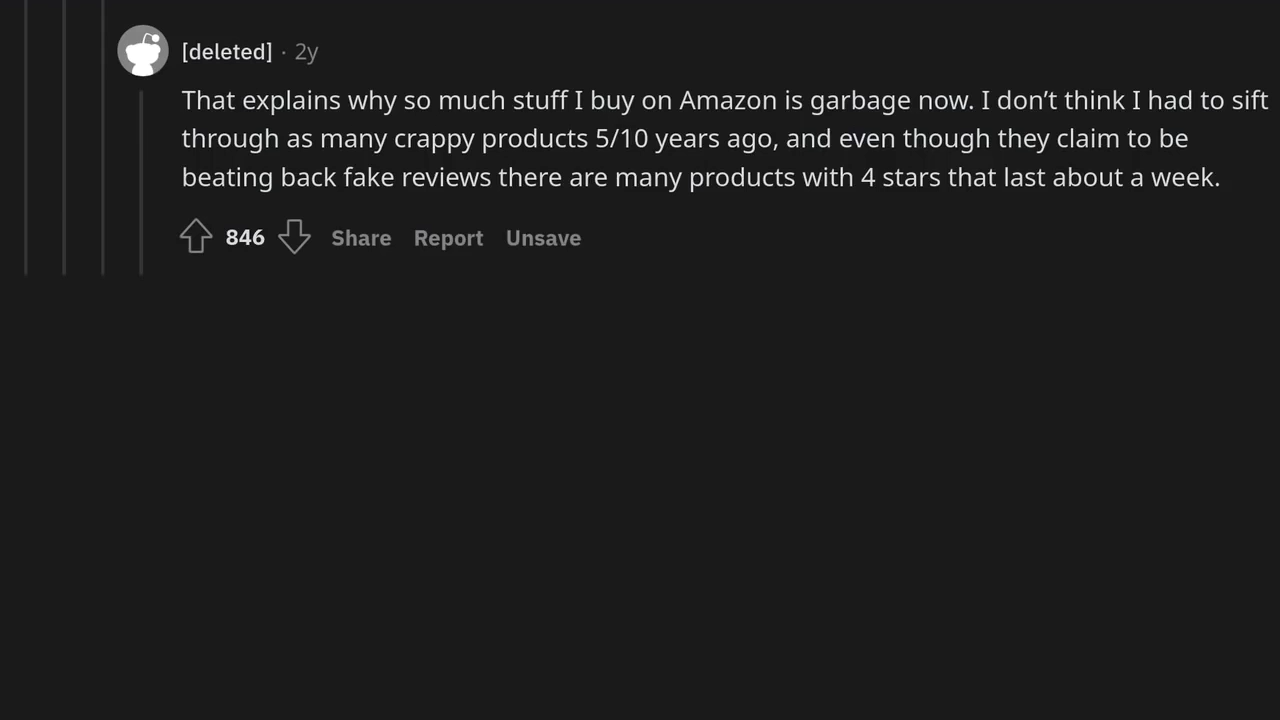 [deleted] · 2y
That explains why so much stuff I buy on Amazon is garbage now. I don’t think I had to sift
through as many crappy products 5/10 years ago, and even though they claim to be
beating back fake reviews there are many products with 4 stars that last about a week.
846 Share Report Unsave